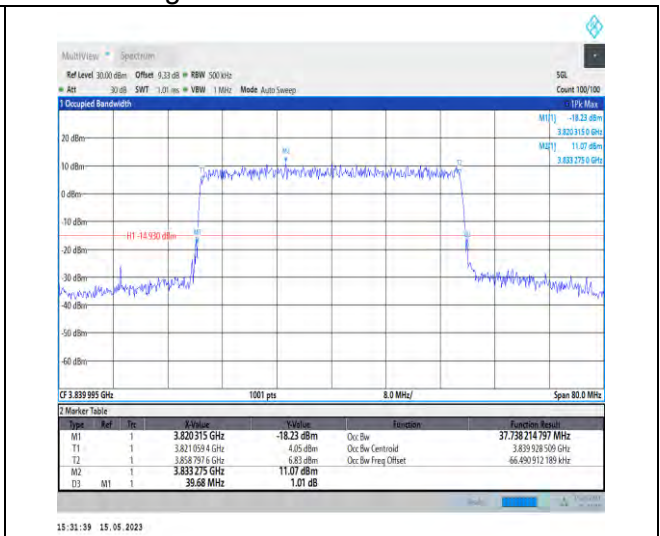 MultiView Spectrum
Ref Level 30.00 dBm Offset 9.33 dB RBW 500 kHz SGL
Att 30 dB SWT 1.01 ms VBW 1 MHz Mode Auto Sweep Count 100/100
1 Occupied Bandwidth 1Pk Max
M1[1] -18.23 dBm
3.820 315 0 GHz
M2[1] 11.07 dBm
3.833 275 0 GHz
20 dBm
M2
10 dBm
T1 T2
0 dBm
-10 dBm
H1 -14.930 dBm M1 D3
-20 dBm
-30 dBm
-40 dBm
-50 dBm
-60 dBm
CF 3.839 995 GHz 1001 pts 8.0 MHz/ Span 80.0 MHz
2 Marker Table
Type Ref Trc X-Value Y-Value Function Function Result
M1 1 3.820 315 GHz -18.23 dBm Occ Bw 37.738 214 797 MHz
T1 1 3.821 059 4 GHz 4.05 dBm Occ Bw Centroid 3.839 928 509 GHz
T2 1 3.858 797 6 GHz 6.83 dBm Occ Bw Freq Offset -66.490 912 189 kHz
M2 1 3.833 275 GHz 11.07 dBm
D3 M1 1 39.68 MHz 1.01 dB
15:31:39 15.05.2023